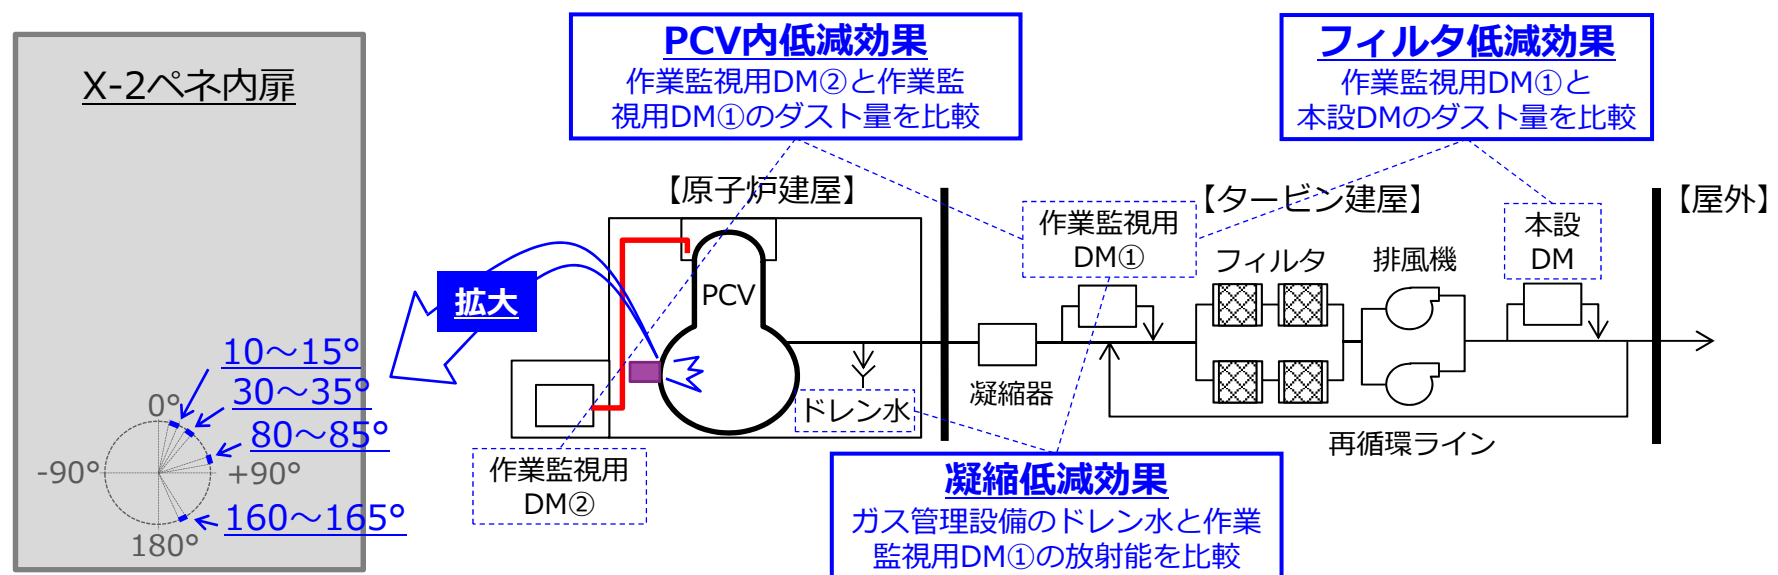 X-2ペネ内扉
10～15°
30～35°
80～85°
160～165°
0°
-90°
+90°
180°
拡大
PCV内低減効果
作業監視用DM②と作業監
視用DM①のダスト量を比較
フィルタ低減効果
作業監視用DM①と
本設DMのダスト量を比較
【原子炉建屋】
【タービン建屋】
【屋外】
PCV
作業監視用
DM①
フィルタ
排風機
本設
DM
凝縮器
ドレン水
再循環ライン
作業監視用
DM②
凝縮低減効果
ガス管理設備のドレン水と作業
監視用DM①の放射能を比較